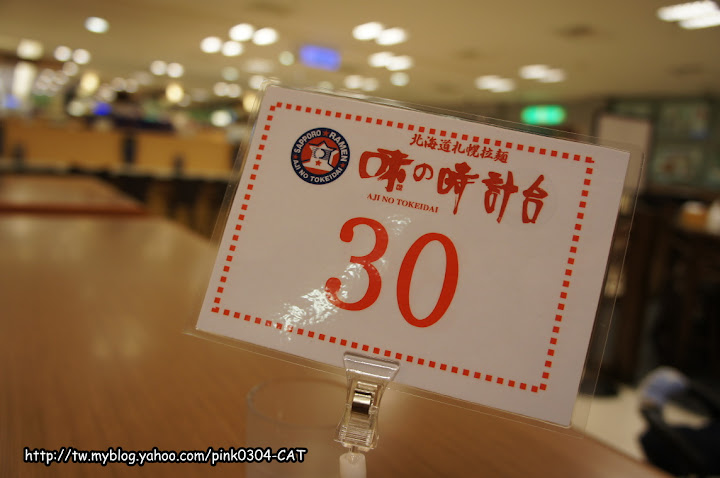 北海道札幌拉麵
SAPPORO ★ RAMEN
AJI NO TOKEIDAI
味の時計台
AJI NO TOKEIDAI
30
http://tw.myblog.yahoo.com/pink0304-CAT